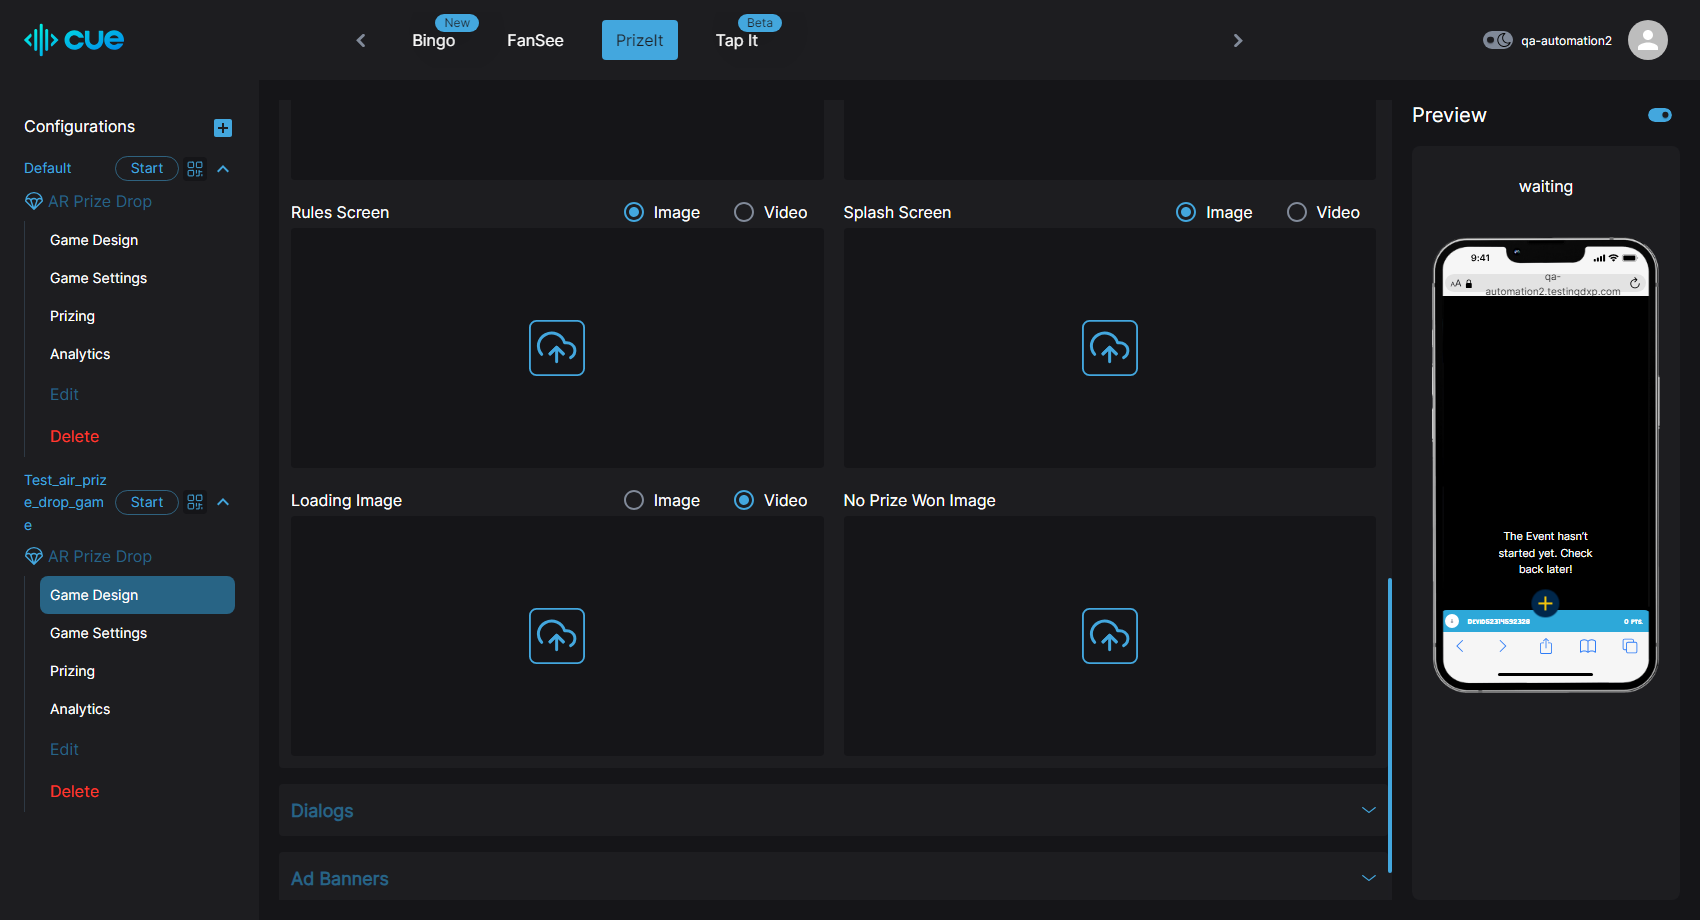 cue
New
Bingo
FanSee
PrizeIt
Beta
Tap It
qa-automation2
Configurations
Default
Start
AR Prize Drop
Game Design
Game Settings
Prizing
Analytics
Edit
Delete
Test_air_priz
e_drop_gam
e
Start
AR Prize Drop
Game Design
Game Settings
Prizing
Analytics
Edit
Delete
Rules Screen
Image
Video
Splash Screen
Image
Video
Loading Image
Image
Video
No Prize Won Image
Dialogs
Ad Banners
Preview
waiting
9:41
AA
qa-
automation2.testingdxp.com
The Event hasn't
started yet. Check
back later!
0 PTS.